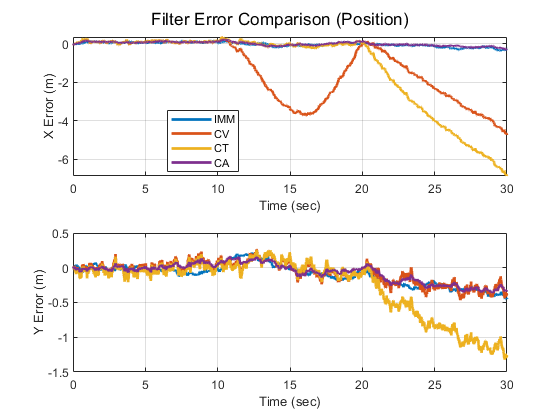 Filter Error Comparison (Position)
0
-2
-4
-6
X Error (m)
IMM
CV
CT
CA
0 5 10 15 20 25 30
Time (sec)
0.5
0
-0.5
-1
-1.5
Y Error (m)
0 5 10 15 20 25 30
Time (sec)